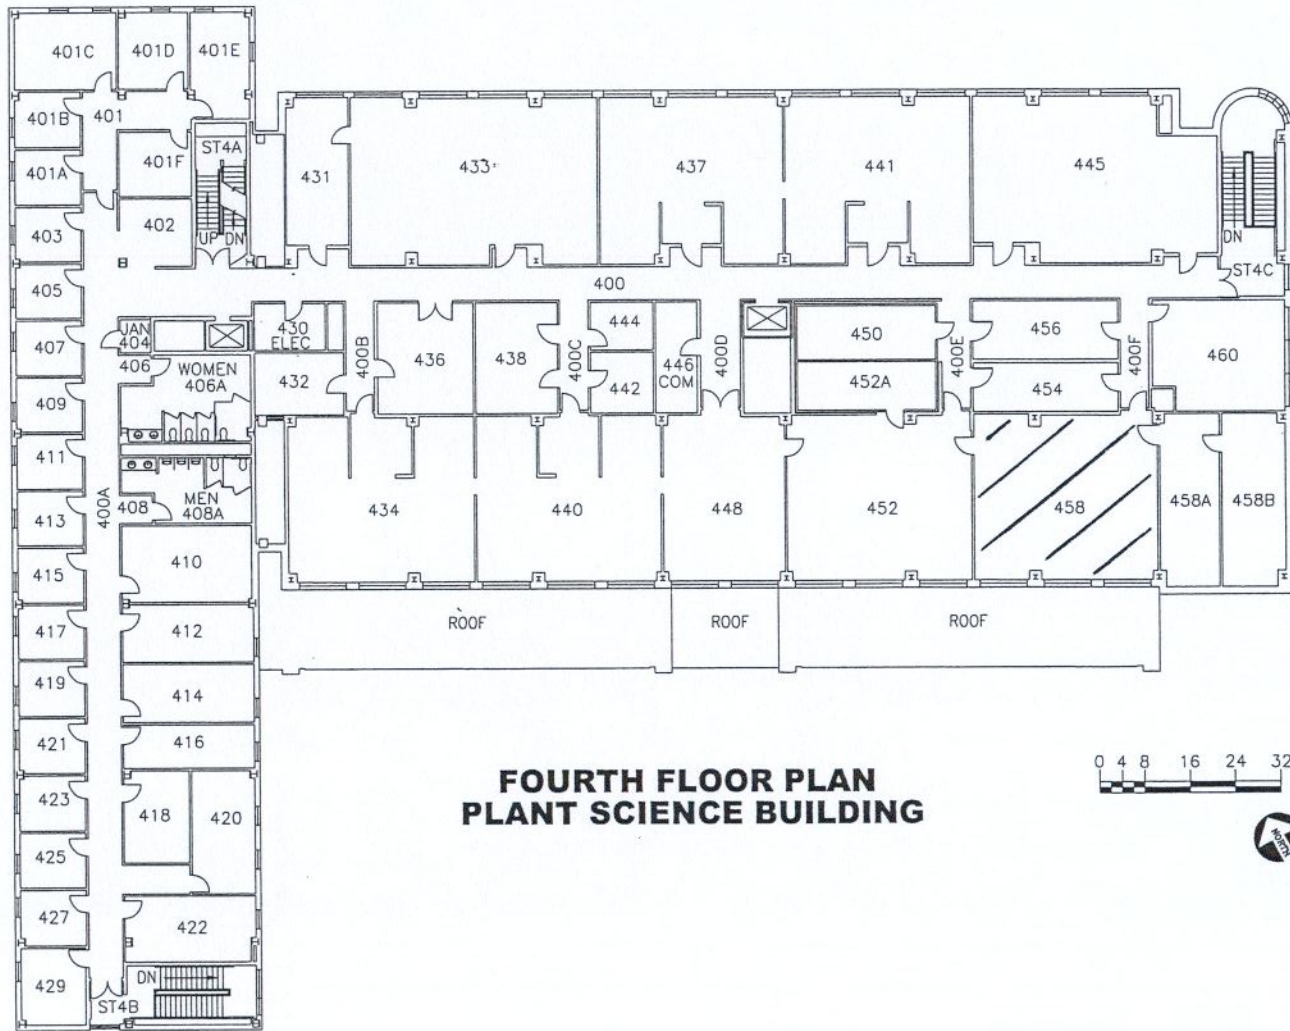 401C
401D
401E
401B
401
401A
401F
ST4A
403
402
UP
DN
405
431
433
437
441
445
DN
ST4C
400
JAN
404
407
406
WOMEN
406A
430
ELEC
432
400B
436
438
400C
444
442
446
COM
400D
450
452A
400E
456
454
400F
460
409
411
400A
408
MEN
408A
413
410
415
434
440
448
452
458
458A
458B
417
412
ROOF
ROOF
ROOF
419
414
421
416
423
418
420
425
427
422
429
DN
ST4B
FOURTH FLOOR PLAN
PLANT SCIENCE BUILDING
0 4 8 16 24 32
NORTH